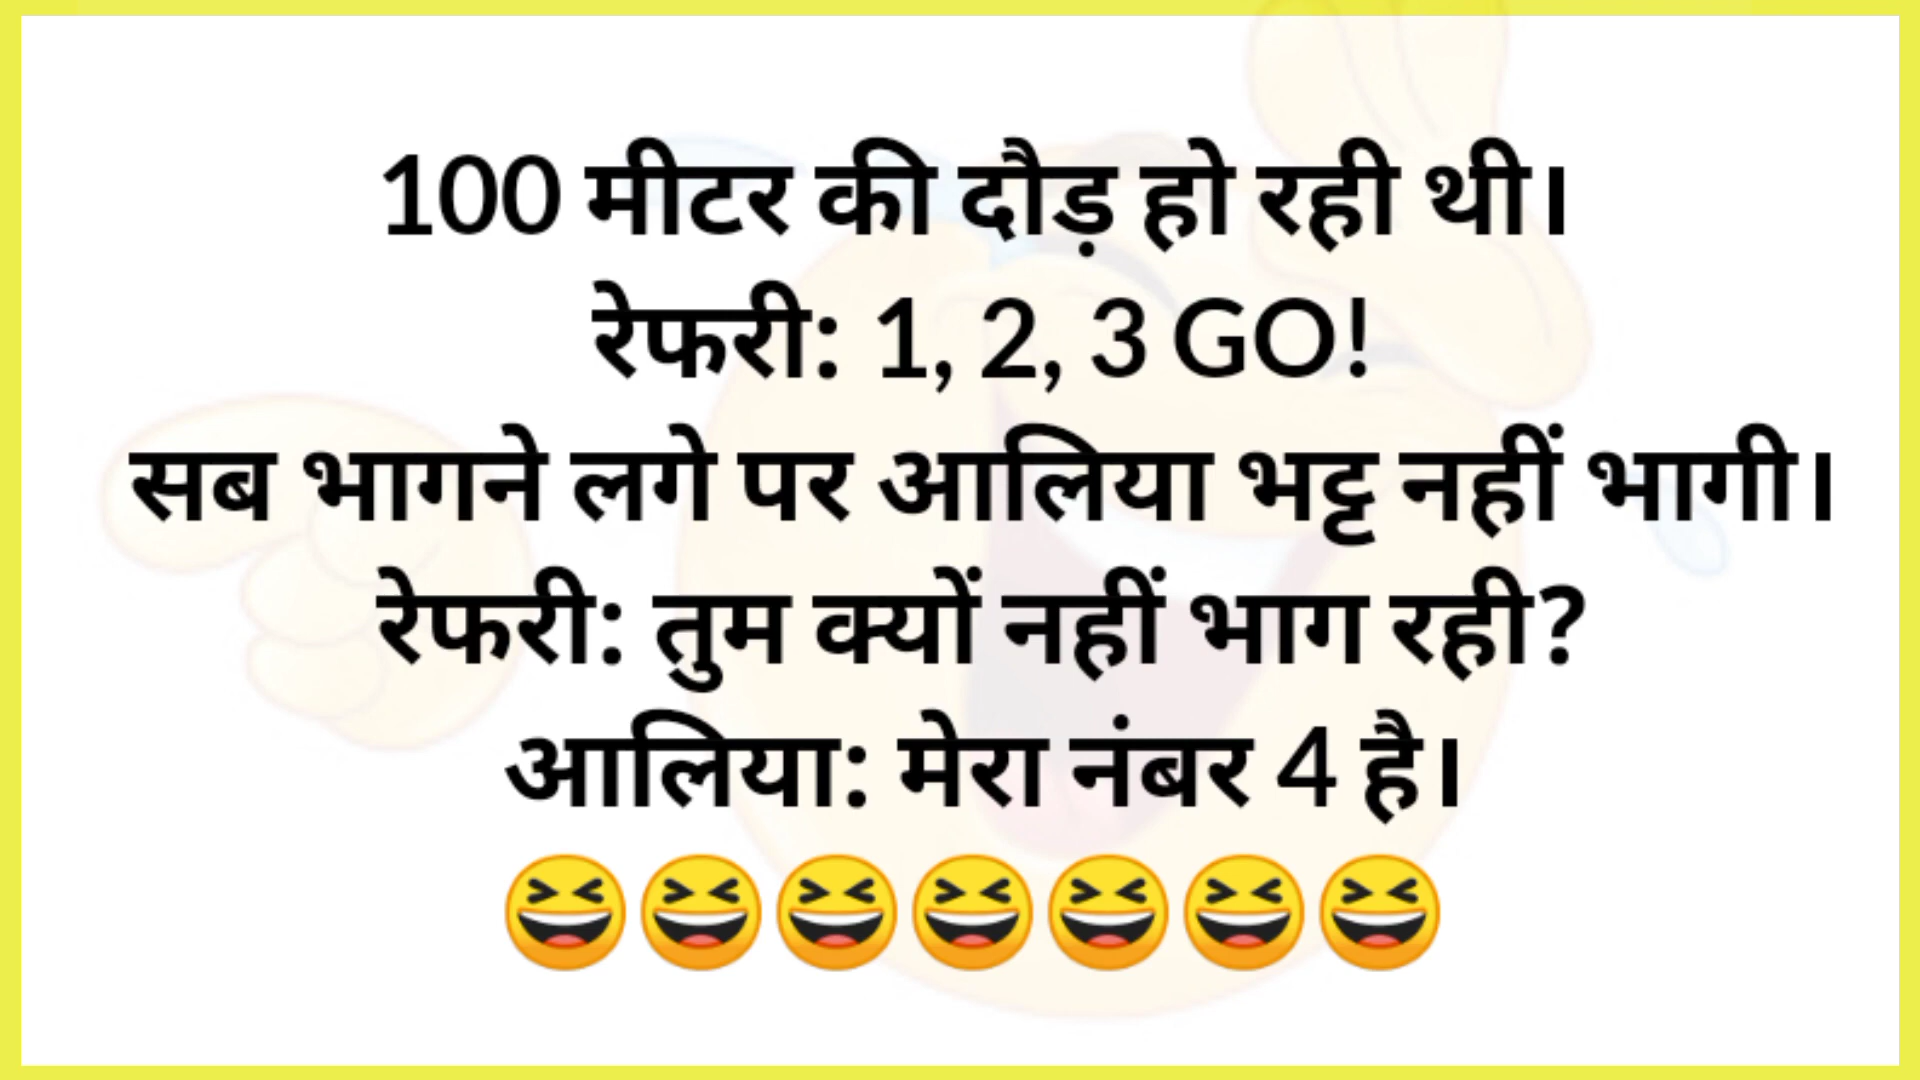 100 मीटर की दौड़ हो रही थी।
रेफरी: 1, 2, 3 GO!
सब भागने लगे पर आलिया भट्ट नहीं भागी।
रेफरी: तुम क्यों नहीं भाग रही?
आलिया: मेरा नंबर 4 है।
😆😆😆😆😆😆😆